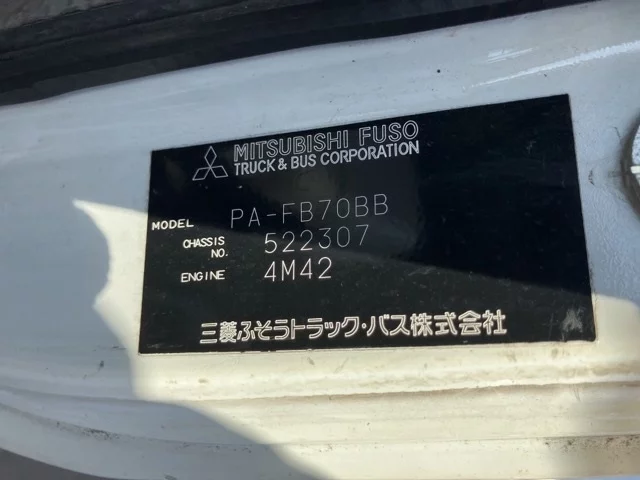 MITSUBISHI FUSO
TRUCK & BUS CORPORATION
MODEL PA-FB70BB
CHASSIS NO. 522307
ENGINE 4M42
三菱ふそうトラック・バス株式会社